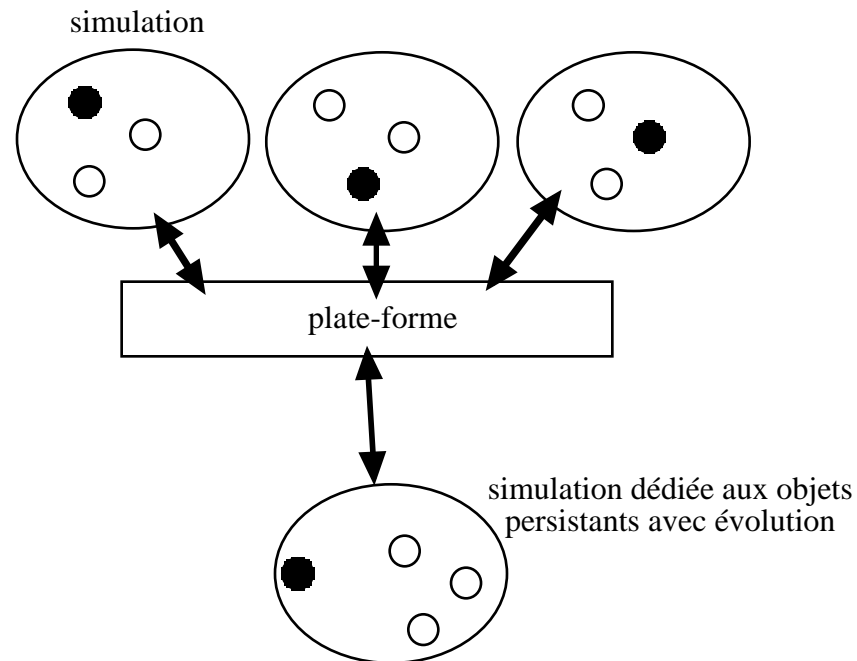 simulation
plate-forme
simulation dédiée aux objets
persistants avec évolution